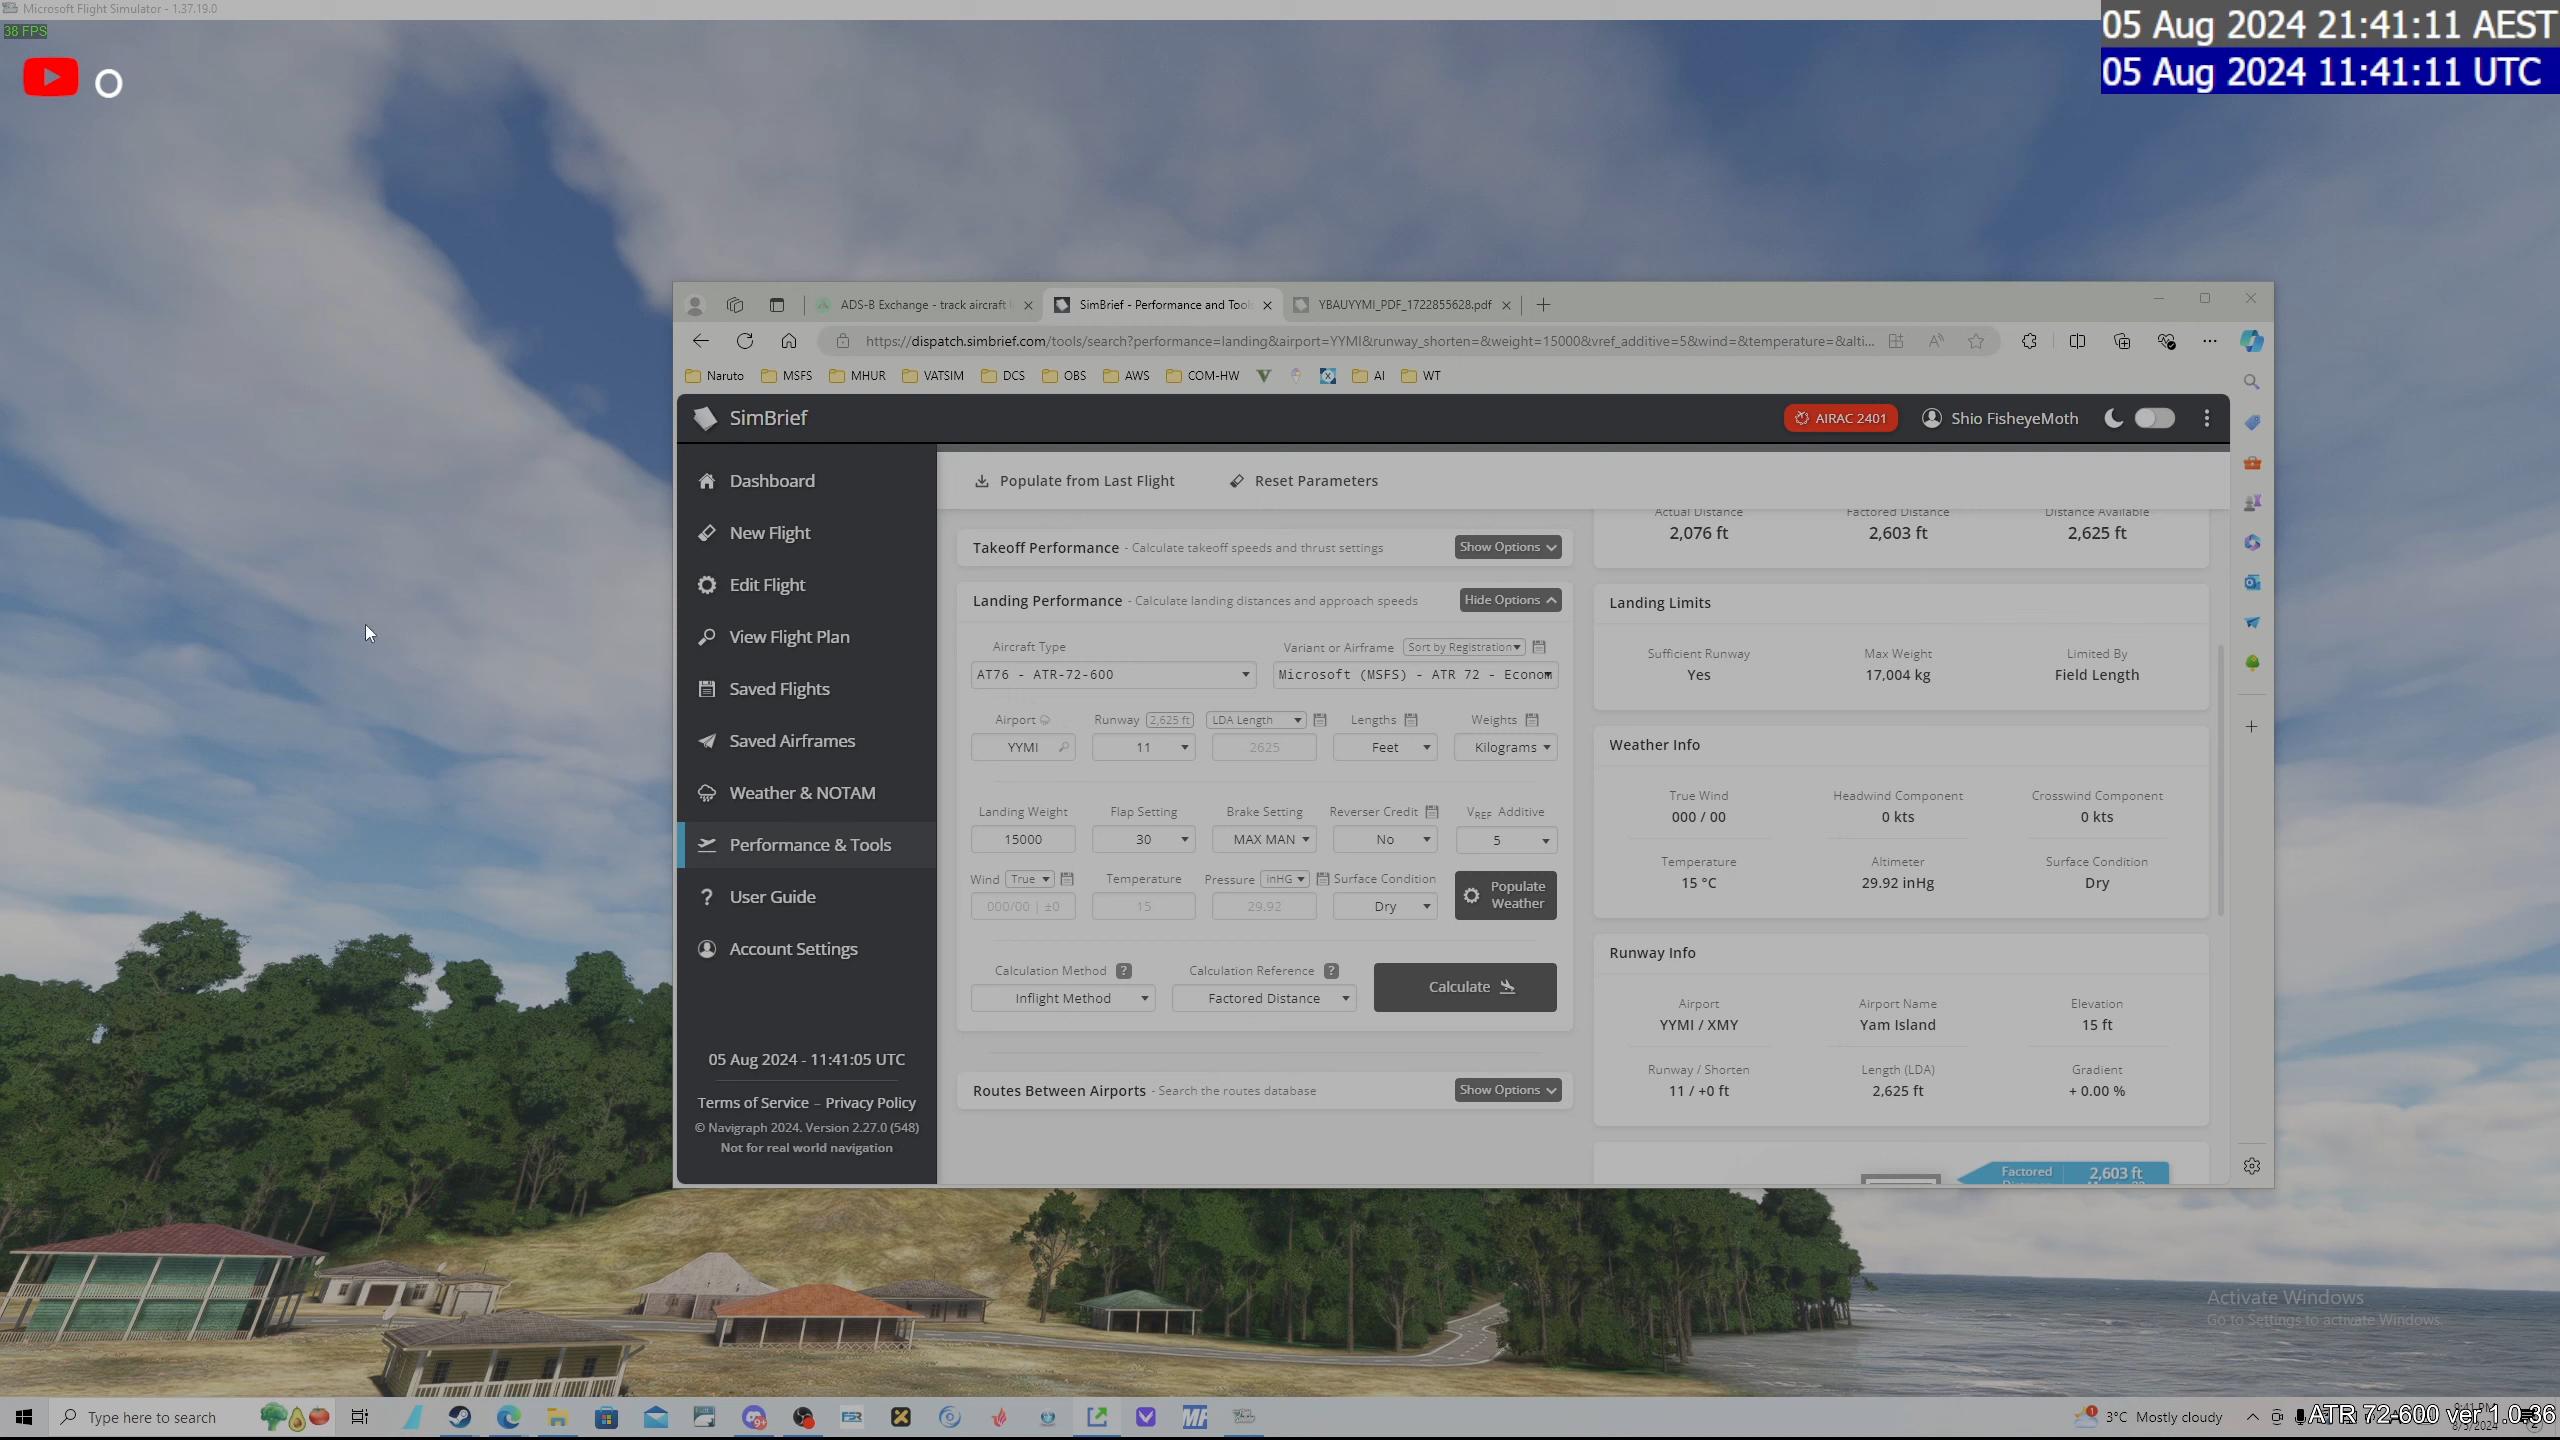 Microsoft Flight Simulator - 1.37.19.0
38 FPS
05 Aug 2024 21:41:11 AEST
05 Aug 2024 11:41:11 UTC
0
ADS-B Exchange - track aircraft
SimBrief - Performance and Tools
YBAUYYMI_PDF_1722855628.pdf
https://dispatch.simbrief.com/tools/search?performance=landing&airport=YYMI&runway_shorten=&weight=15000&vref_additive=5&wind=&temperature=&alti...
Naruto MSFS MHUR VATSIM DCS OBS AWS COM-HW AI WT
SimBrief
AIRAC 2401
Shio FisheyeMoth
Dashboard
New Flight
Edit Flight
View Flight Plan
Saved Flights
Saved Airframes
Weather & NOTAM
Performance & Tools
User Guide
Account Settings
05 Aug 2024 - 11:41:05 UTC
Terms of Service – Privacy Policy
© Navigraph 2024. Version 2.27.0 (548)
Not for real world navigation
Populate from Last Flight Reset Parameters
Takeoff Performance - Calculate takeoff speeds and thrust settings Show Options
Landing Performance - Calculate landing distances and approach speeds Hide Options
Aircraft Type Variant or Airframe Sort by Registration
AT76 - ATR-72-600 Microsoft (MSFS) - ATR 72 - Econom
Airport Runway 2,625 ft LDA Length Lengths Weights
YYMI 11 2625 Feet Kilograms
Landing Weight Flap Setting Brake Setting Reverser Credit VREF Additive
15000 30 MAX MAN No 5
Wind True Temperature Pressure inHG Surface Condition
000/00 | ±0 15 29.92 Dry
Populate Weather
Calculation Method ? Calculation Reference ?
Inflight Method Factored Distance
Calculate
Routes Between Airports - Search the routes database Show Options
Actual Distance Factored Distance Distance Available
2,076 ft 2,603 ft 2,625 ft
Landing Limits
Sufficient Runway Max Weight Limited By
Yes 17,004 kg Field Length
Weather Info
True Wind Headwind Component Crosswind Component
000 / 00 0 kts 0 kts
Temperature Altimeter Surface Condition
15 °C 29.92 inHg Dry
Runway Info
Airport Airport Name Elevation
YYMI / XMY Yam Island 15 ft
Runway / Shorten Length (LDA) Gradient
11 / +0 ft 2,625 ft + 0.00 %
Factored 2,603 ft
Activate Windows
Go to Settings to activate Windows.
Type here to search
3°C Mostly cloudy
ATR 72-600 ver 1.0.36